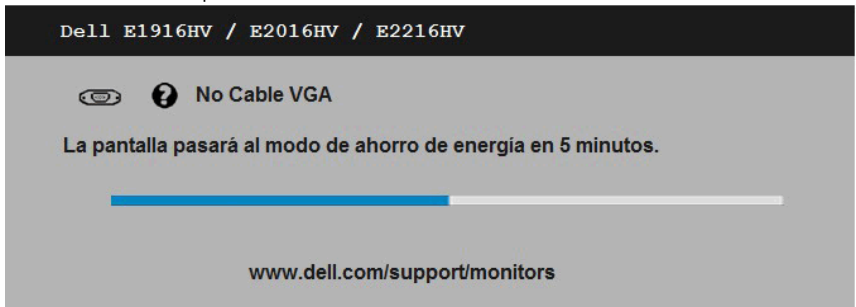 Dell E1916HV / E2016HV / E2216HV
No Cable VGA
La pantalla pasará al modo de ahorro de energía en 5 minutos.
www.dell.com/support/monitors